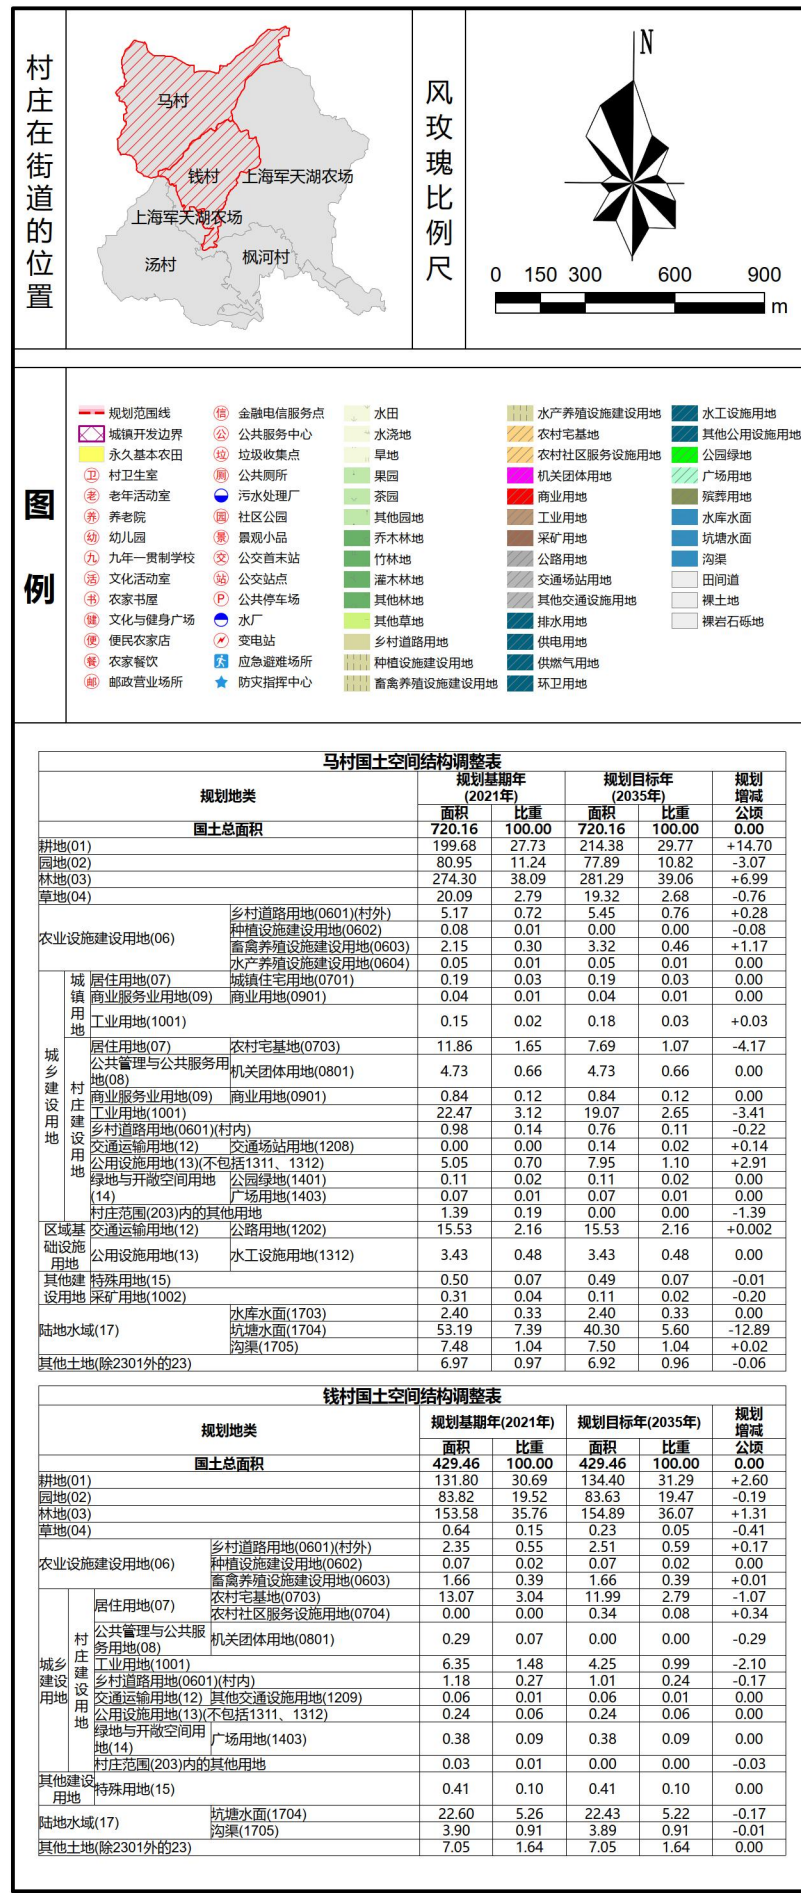 村庄在街道的位置
马村
钱村
上海军天湖农场
上海军天湖农场
汤村
枫河村
风玫瑰比例尺
N
0 150 300 600 900
m
图例
规划范围线
城镇开发边界
永久基本农田
卫 村卫生室
老 老年活动室
养 养老院
幼 幼儿园
九 九年一贯制学校
活 文化活动室
书 农家书屋
健 文化与健身广场
便 便民农家店
餐 农家餐饮
邮 邮政营业场所
信 金融电信服务点
公 公共服务中心
垃 垃圾收集点
厕 公共厕所
污水处理厂
园 社区公园
景 景观小品
交 公交首末站
站 公交站点
P 公共停车场
水厂
变电站
应急避难场所
防灾指挥中心
水田
水浇地
旱地
果园
茶园
其他园地
乔木林地
竹林地
灌木林地
其他林地
其他草地
乡村道路用地
种植设施建设用地
畜禽养殖设施建设用地
水产养殖设施建设用地
农村宅基地
农村社区服务设施用地
机关团体用地
商业用地
工业用地
采矿用地
公路用地
交通场站用地
其他交通设施用地
排水用地
供电用地
供燃气用地
环卫用地
水工设施用地
其他公用设施用地
公园绿地
广场用地
殡葬用地
水库水面
坑塘水面
沟渠
田间道
裸土地
裸岩石砾地
马村国土空间结构调整表
规划地类 规划基期年(2021年) 规划目标年(2035年) 规划增减
面积 比重 面积 比重 公顷
国土总面积 720.16 100.00 720.16 100.00 0.00
耕地(01) 199.68 27.73 214.38 29.77 +14.70
园地(02) 80.95 11.24 77.89 10.82 -3.07
林地(03) 274.30 38.09 281.29 39.06 +6.99
草地(04) 20.09 2.79 19.32 2.68 -0.76
农业设施建设用地(06) 乡村道路用地(0601)(村外) 5.17 0.72 5.45 0.76 +0.28
种植设施建设用地(0602) 0.08 0.01 0.00 0.00 -0.08
畜禽养殖设施建设用地(0603) 2.15 0.30 3.32 0.46 +1.17
水产养殖设施建设用地(0604) 0.05 0.01 0.05 0.01 0.00
城乡建设用地 城镇用地 居住用地(07) 城镇住宅用地(0701) 0.19 0.03 0.19 0.03 0.00
商业服务业用地(09) 商业用地(0901) 0.04 0.01 0.04 0.01 0.00
工业用地(1001) 0.15 0.02 0.18 0.03 +0.03
村庄建设用地 居住用地(07) 农村宅基地(0703) 11.86 1.65 7.69 1.07 -4.17
公共管理与公共服务用地(08) 机关团体用地(0801) 4.73 0.66 4.73 0.66 0.00
商业服务业用地(09) 商业用地(0901) 0.84 0.12 0.84 0.12 0.00
工业用地(1001) 22.47 3.12 19.07 2.65 -3.41
乡村道路用地(0601)(村内) 0.98 0.14 0.76 0.11 -0.22
交通运输用地(12) 交通场站用地(1208) 0.00 0.00 0.14 0.02 +0.14
公用设施用地(13)(不包括1311、1312) 5.05 0.70 7.95 1.10 +2.91
绿地与开敞空间用地(14) 公园绿地(1401) 0.11 0.02 0.11 0.02 0.00
广场用地(1403) 0.07 0.01 0.07 0.01 0.00
村庄范围(203)内的其他用地 1.39 0.19 0.00 0.00 -1.39
区域基础设施用地 交通运输用地(12) 公路用地(1202) 15.53 2.16 15.53 2.16 +0.002
公用设施用地(13) 水工设施用地(1312) 3.43 0.48 3.43 0.48 0.00
其他建设用地 特殊用地(15) 0.50 0.07 0.49 0.07 -0.01
采矿用地(1002) 0.31 0.04 0.11 0.02 -0.20
陆地水域(17) 水库水面(1703) 2.40 0.33 2.40 0.33 0.00
坑塘水面(1704) 53.19 7.39 40.30 5.60 -12.89
沟渠(1705) 7.48 1.04 7.50 1.04 +0.02
其他土地(除2301外的23) 6.97 0.97 6.92 0.96 -0.06
钱村国土空间结构调整表
规划地类 规划基期年(2021年) 规划目标年(2035年) 规划增减
面积 比重 面积 比重 公顷
国土总面积 429.46 100.00 429.46 100.00 0.00
耕地(01) 131.80 30.69 134.40 31.29 +2.60
园地(02) 83.82 19.52 83.63 19.47 -0.19
林地(03) 153.58 35.76 154.89 36.07 +1.31
草地(04) 0.64 0.15 0.23 0.05 -0.41
农业设施建设用地(06) 乡村道路用地(0601)(村外) 2.35 0.55 2.51 0.59 +0.17
种植设施建设用地(0602) 0.07 0.02 0.07 0.02 0.00
畜禽养殖设施建设用地(0603) 1.66 0.39 1.66 0.39 +0.01
城乡建设用地 村庄建设用地 居住用地(07) 农村宅基地(0703) 13.07 3.04 11.99 2.79 -1.07
农村社区服务设施用地(0704) 0.00 0.00 0.34 0.08 +0.34
公共管理与公共服务用地(08) 机关团体用地(0801) 0.29 0.07 0.00 0.00 -0.29
工业用地(1001) 6.35 1.48 4.25 0.99 -2.10
乡村道路用地(0601)(村内) 1.18 0.27 1.01 0.24 -0.17
交通运输用地(12) 其他交通设施用地(1209) 0.06 0.01 0.06 0.01 0.00
公用设施用地(13)(不包括1311、1312) 0.24 0.06 0.24 0.06 0.00
绿地与开敞空间用地(14) 广场用地(1403) 0.38 0.09 0.38 0.09 0.00
村庄范围(203)内的其他用地 0.03 0.01 0.00 0.00 -0.03
其他建设用地 特殊用地(15) 0.41 0.10 0.41 0.10 0.00
陆地水域(17) 坑塘水面(1704) 22.60 5.26 22.43 5.22 -0.17
沟渠(1705) 3.90 0.91 3.89 0.91 -0.01
其他土地(除2301外的23) 7.05 1.64 7.05 1.64 0.00